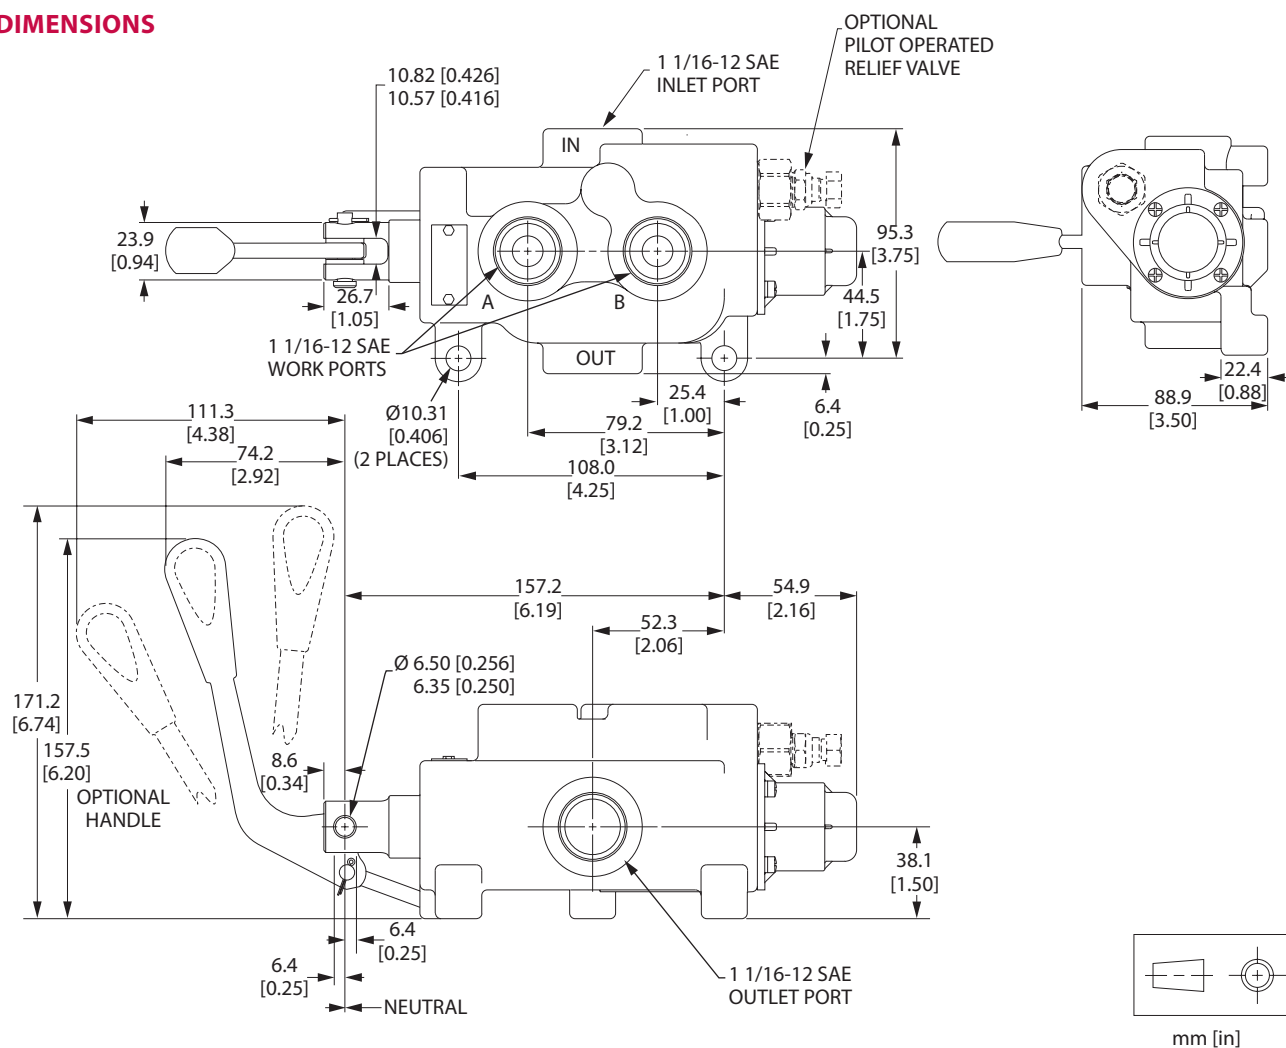 DIMENSIONS
OPTIONAL
PILOT OPERATED
RELIEF VALVE
1 1/16-12 SAE
INLET PORT
10.82 [0.426]
10.57 [0.416]
IN
23.9
[0.94]
95.3
[3.75]
44.5
[1.75]
26.7
[1.05]
A
B
1 1/16-12 SAE
WORK PORTS
OUT
25.4
[1.00]
6.4
[0.25]
22.4
[0.88]
88.9
[3.50]
111.3
[4.38]
Ø10.31
[0.406]
(2 PLACES)
79.2
[3.12]
74.2
[2.92]
108.0
[4.25]
157.2
[6.19]
54.9
[2.16]
52.3
[2.06]
Ø 6.50 [0.256]
6.35 [0.250]
171.2
[6.74]
157.5
[6.20]
8.6
[0.34]
OPTIONAL
HANDLE
38.1
[1.50]
6.4
[0.25]
6.4
[0.25]
NEUTRAL
1 1/16-12 SAE
OUTLET PORT
mm [in]